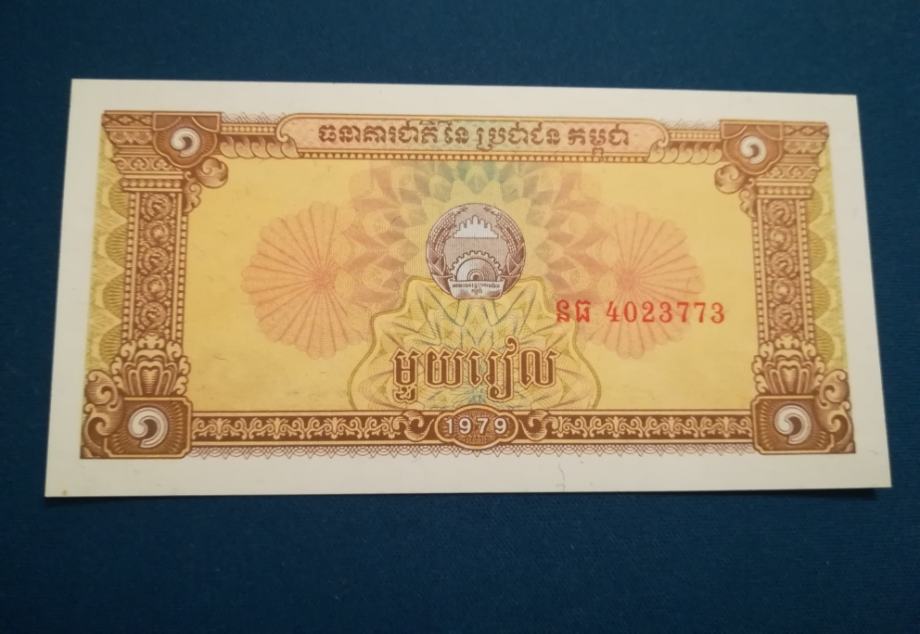 ១ ធនាគារជាតិ នៃ ប្រជាជន កម្ពុជា ១
នធ 4023773
មួយរៀល
១ 1979 ១